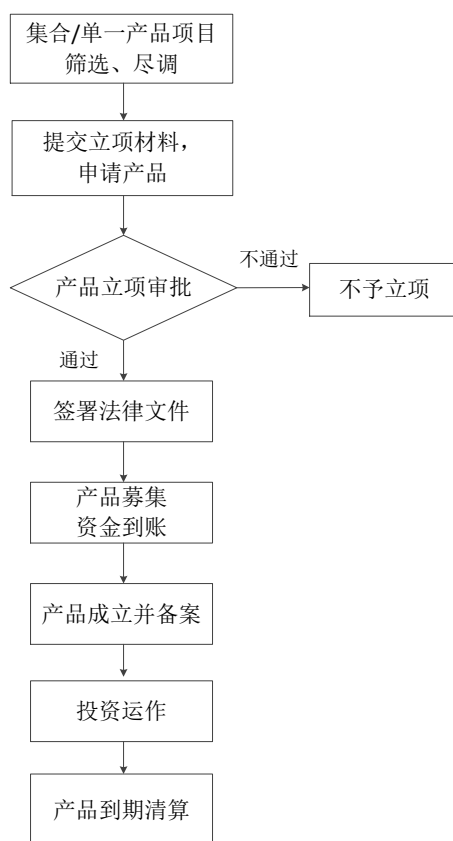 集合/单一产品项目
筛选、尽调
提交立项材料，
申请产品
不通过
产品立项审批
不予立项
通过
签署法律文件
产品募集
资金到账
产品成立并备案
投资运作
产品到期清算